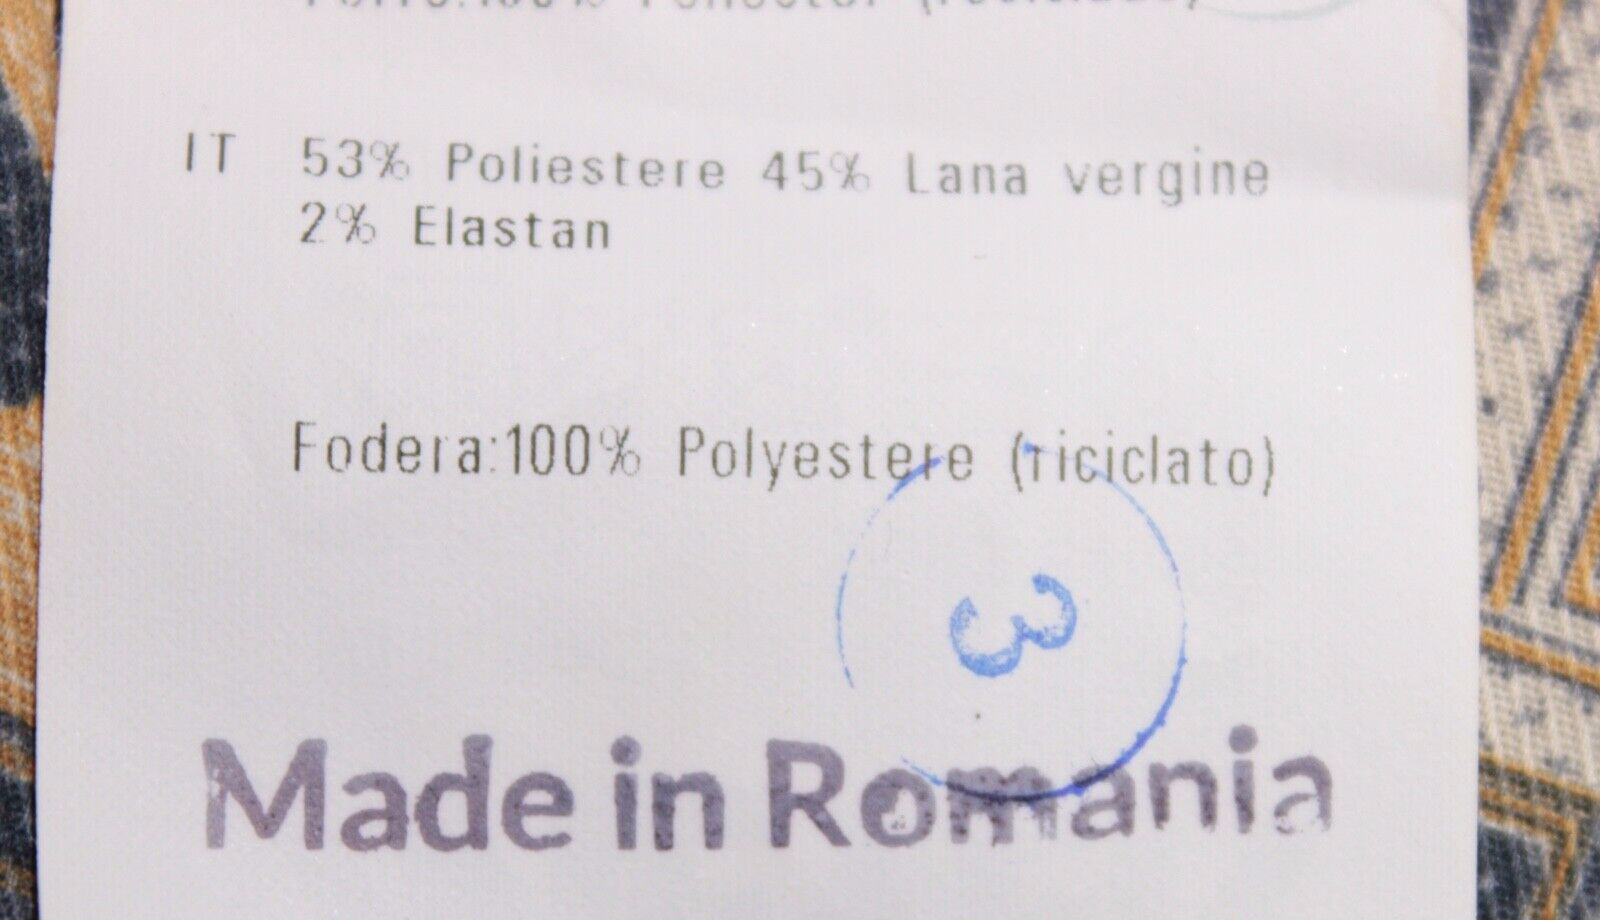 IT 53% Poliestere 45% Lana vergine
2% Elastan
Fodera:100% Polyestere (riciclato)
3
Made in Romania